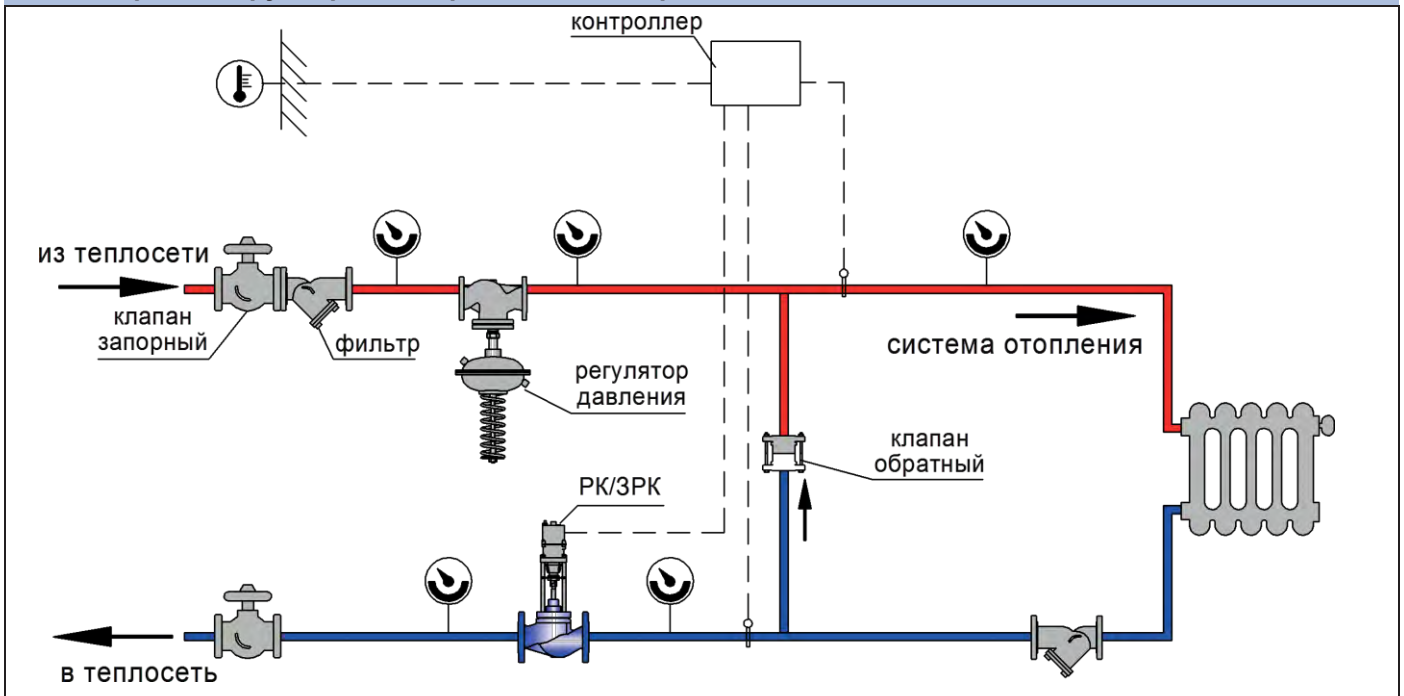 контроллер
из теплосети
клапан
запорный
фильтр
регулятор
давления
система отопления
клапан
обратный
РК/ЗРК
в теплосеть